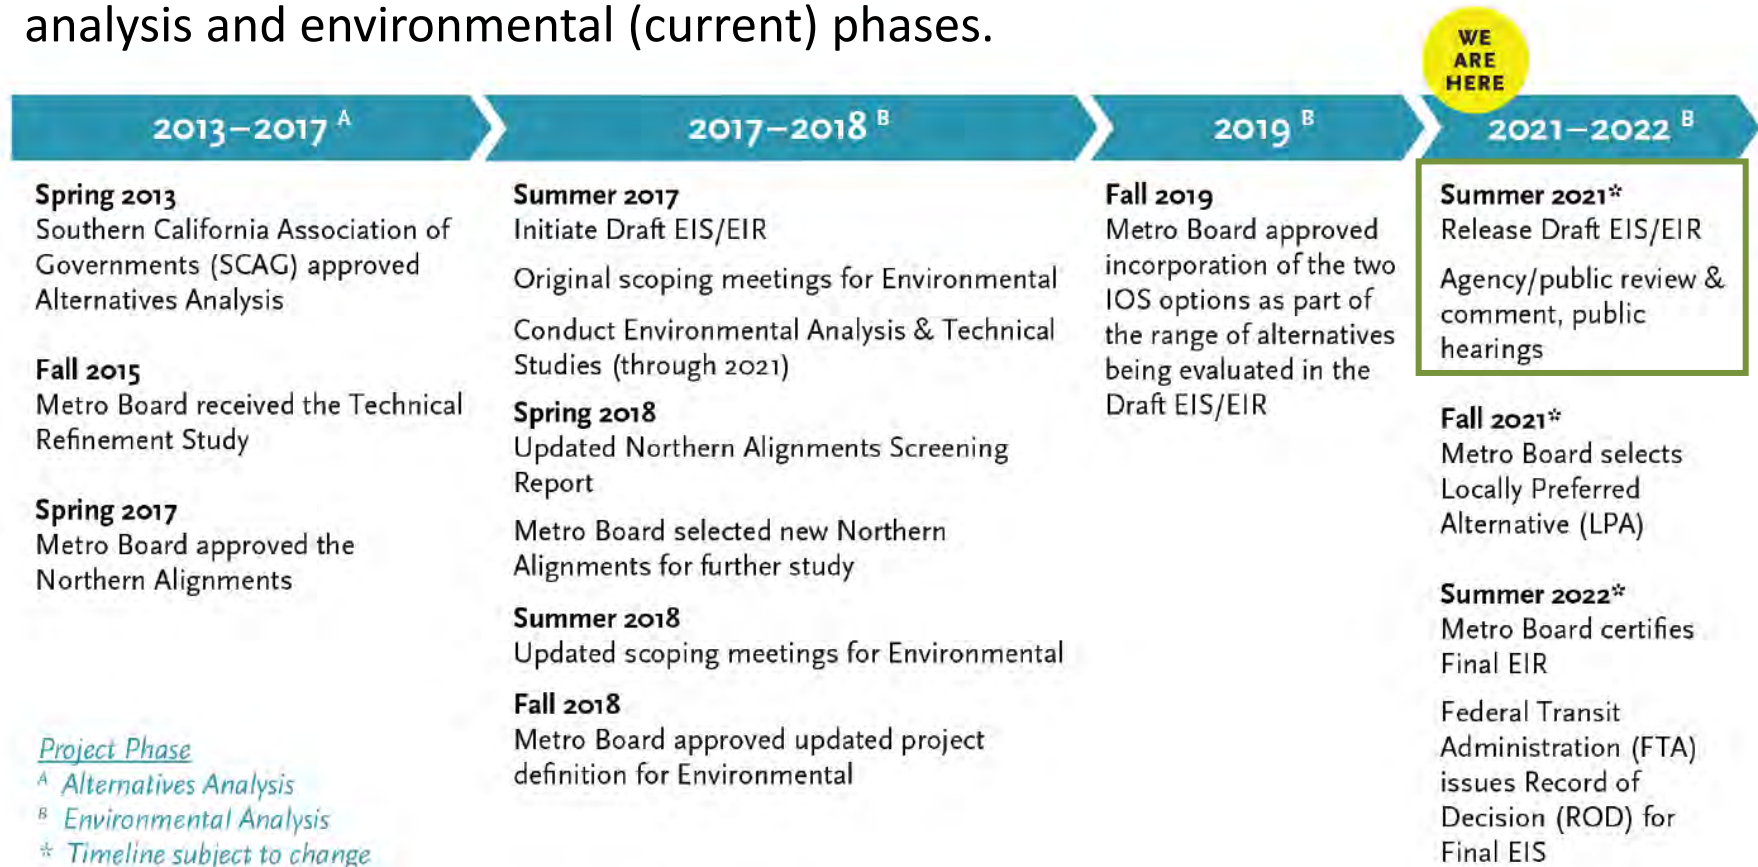 analysis and environmental (current) phases.
WE
ARE
HERE
2013–2017 A
2017–2018 B
2019 B
2021–2022 B
Spring 2013
Southern California Association of
Governments (SCAG) approved
Alternatives Analysis
Fall 2015
Metro Board received the Technical
Refinement Study
Spring 2017
Metro Board approved the
Northern Alignments
Summer 2017
Initiate Draft EIS/EIR
Original scoping meetings for Environmental
Conduct Environmental Analysis & Technical
Studies (through 2021)
Spring 2018
Updated Northern Alignments Screening
Report
Metro Board selected new Northern
Alignments for further study
Summer 2018
Updated scoping meetings for Environmental
Fall 2018
Metro Board approved updated project
definition for Environmental
Fall 2019
Metro Board approved
incorporation of the two
IOS options as part of
the range of alternatives
being evaluated in the
Draft EIS/EIR
Summer 2021*
Release Draft EIS/EIR
Agency/public review &
comment, public
hearings
Fall 2021*
Metro Board selects
Locally Preferred
Alternative (LPA)
Summer 2022*
Metro Board certifies
Final EIR
Federal Transit
Administration (FTA)
issues Record of
Decision (ROD) for
Final EIS
Project Phase
A Alternatives Analysis
B Environmental Analysis
* Timeline subject to change